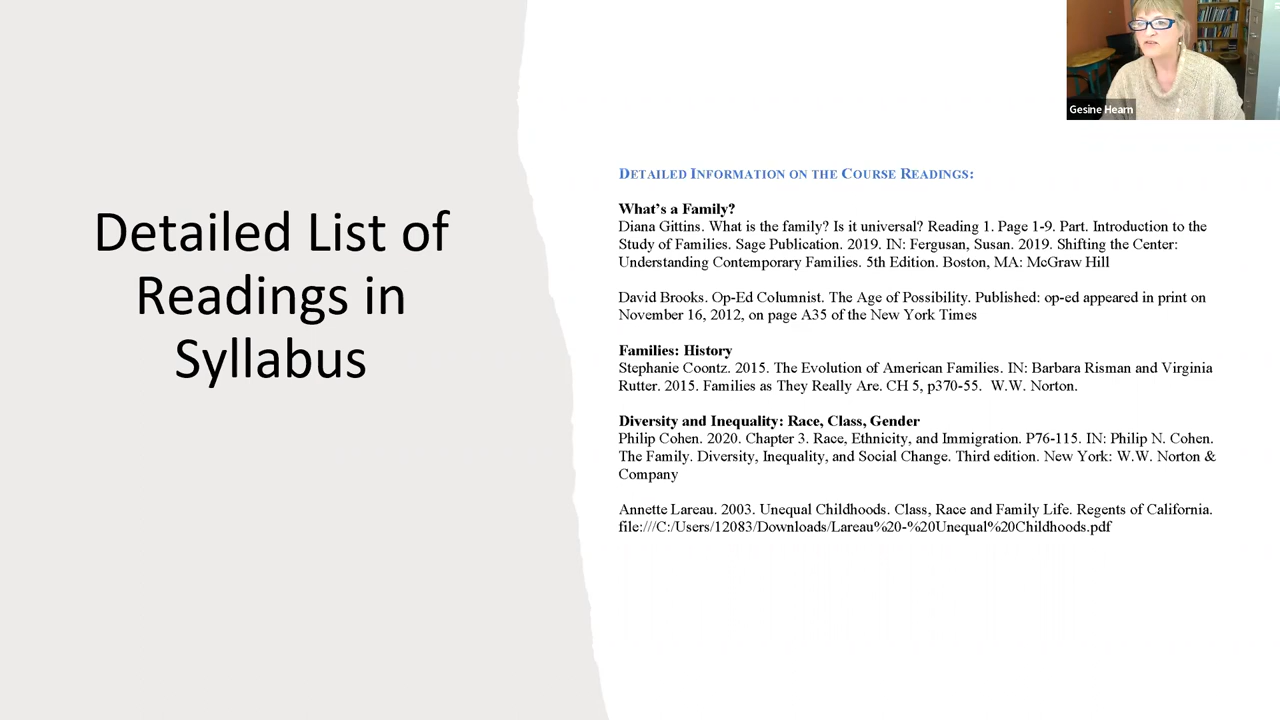 Detailed List of
Readings in
Syllabus
Gesine Hearn
DETAILED INFORMATION ON THE COURSE READINGS:
What's a Family?
Diana Gittins. What is the family? Is it universal? Reading 1. Page 1-9. Part. Introduction to the
Study of Families. Sage Publication. 2019. IN: Fergusan, Susan. 2019. Shifting the Center:
Understanding Contemporary Families. 5th Edition. Boston, MA: McGraw Hill
David Brooks. Op-Ed Columnist. The Age of Possibility. Published: op-ed appeared in print on
November 16, 2012, on page A35 of the New York Times
Families: History
Stephanie Coontz. 2015. The Evolution of American Families. IN: Barbara Risman and Virginia
Rutter. 2015. Families as They Really Are. CH 5, p370-55. W.W. Norton.
Diversity and Inequality: Race, Class, Gender
Philip Cohen. 2020. Chapter 3. Race, Ethnicity, and Immigration. P76-115. IN: Philip N. Cohen.
The Family. Diversity, Inequality, and Social Change. Third edition. New York: W.W. Norton &
Company
Annette Lareau. 2003. Unequal Childhoods. Class, Race and Family Life. Regents of California.
file:///C:/Users/12083/Downloads/Lareau%20-%20Unequal%20Childhoods.pdf